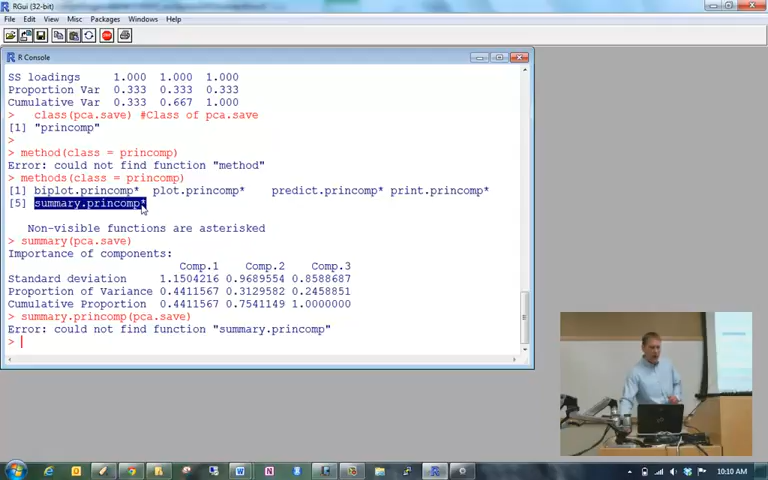 RGui (32-bit)
File Edit View Misc Packages Windows Help
R Console
SS loadings 1.000 1.000 1.000
Proportion Var 0.333 0.333 0.333
Cumulative Var 0.333 0.667 1.000
> class(pca.save) #Class of pca.save
[1] "princomp"
>
> method(class = princomp)
Error: could not find function "method"
> methods(class = princomp)
[1] biplot.princomp* plot.princomp* predict.princomp* print.princomp*
[5] summary.princomp*
Non-visible functions are asterisked
> summary(pca.save)
Importance of components:
Comp.1 Comp.2 Comp.3
Standard deviation 1.1504216 0.9689554 0.8588687
Proportion of Variance 0.4411567 0.3129582 0.2458851
Cumulative Proportion 0.4411567 0.7541149 1.0000000
> summary.princomp(pca.save)
Error: could not find function "summary.princomp"
>
10:10 AM